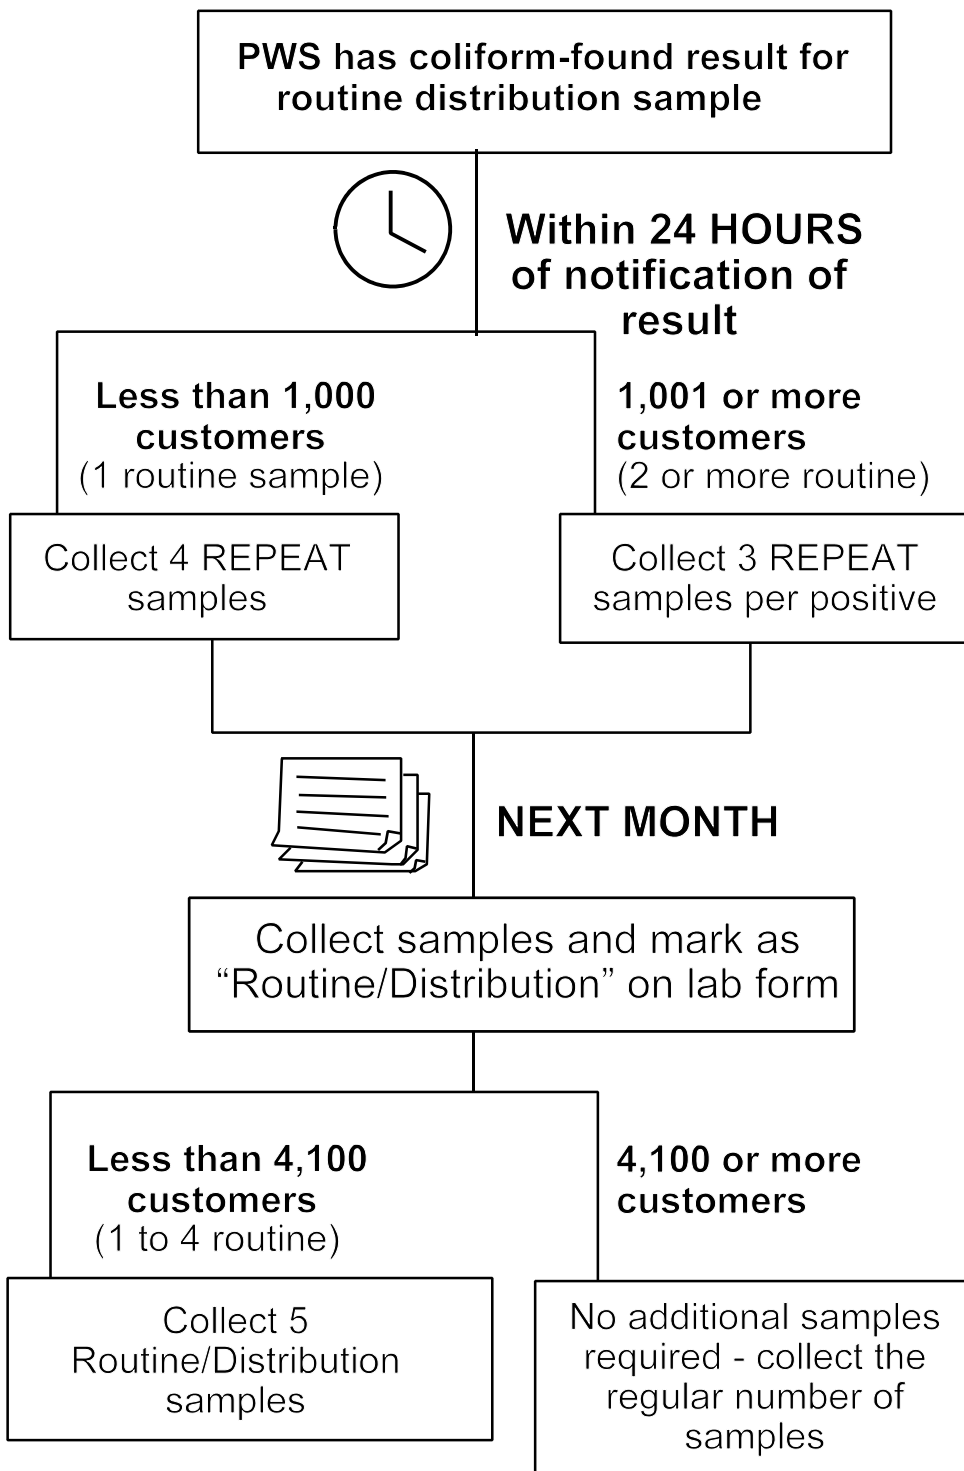 PWS has coliform-found result for
routine distribution sample
Within 24 HOURS
of notification of
result
Less than 1,000
customers
(1 routine sample)
1,001 or more
customers
(2 or more routine)
Collect 4 REPEAT
samples
Collect 3 REPEAT
samples per positive
NEXT MONTH
Collect samples and mark as
“Routine/Distribution” on lab form
Less than 4,100
customers
(1 to 4 routine)
4,100 or more
customers
Collect 5
Routine/Distribution
samples
No additional samples
required - collect the
regular number of
samples